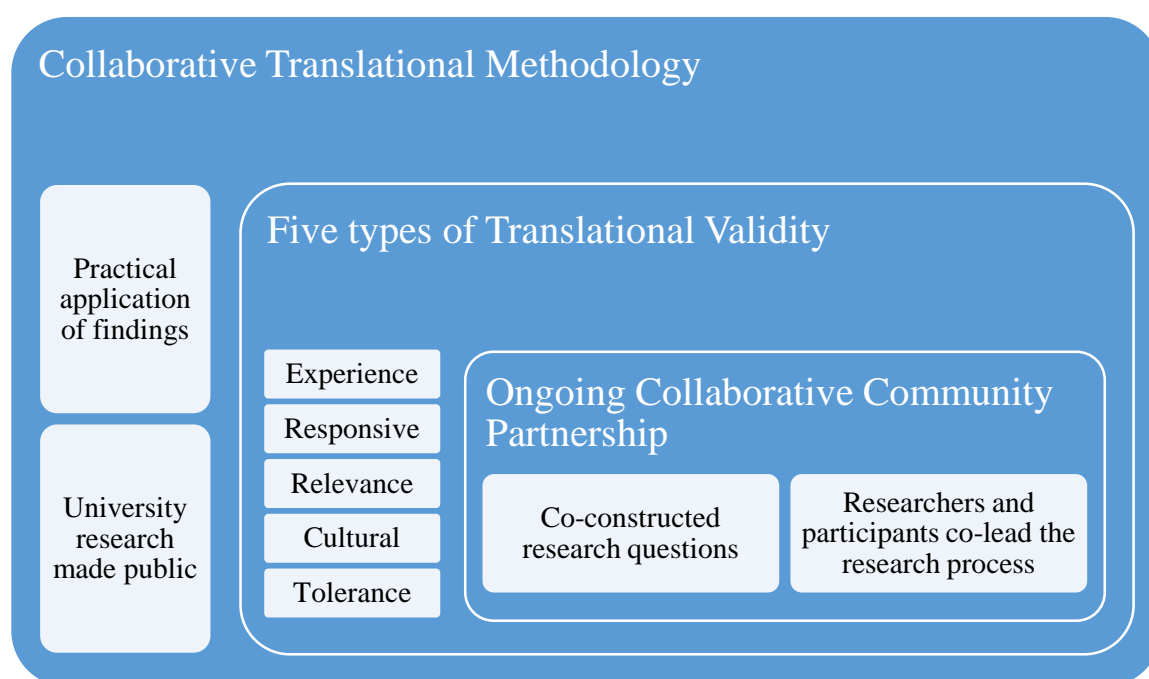 Collaborative Translational Methodology
Practical
application
of findings
University
research
made public
Five types of Translational Validity
Experience
Responsive
Relevance
Cultural
Tolerance
Ongoing Collaborative Community
Partnership
Co-constructed
research questions
Researchers and
participants co-lead the
research process